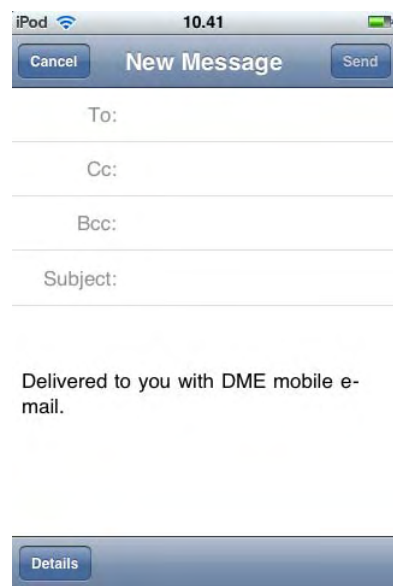 iPod 10.41
Cancel New Message Send
To:
Cc:
Bcc:
Subject:
Delivered to you with DME mobile e-
mail.
Details